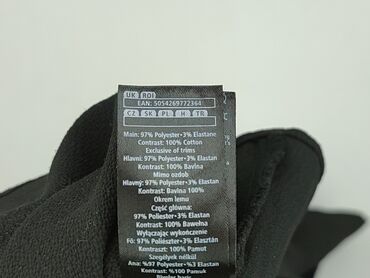 UK ROI
EAN: 5054269772364
CZ SK PL H TR
Main: 97% Polyester•3% Elastane
Contrast: 100% Cotton
Exclusive of trims
Hlavní: 97% Polyester•3% Elastan
Kontrast: 100% Bavlna
Mimo ozdob
Hlavný: 97% Polyester•3% Elastan
Kontrast: Bavlna 100%
Okrem lemu
Część główna:
97% Poliester•3% Elastan
Kontrast: 100% Bawełna
Wyłączając wykończenie
Fő: 97% Poliészter•3% Elasztán
Kontraszt: 100% Pamut
Szegélyek nélkül
Ana: %97 Polyester•%3 Elastan
Kontrast: %100 Pamuk